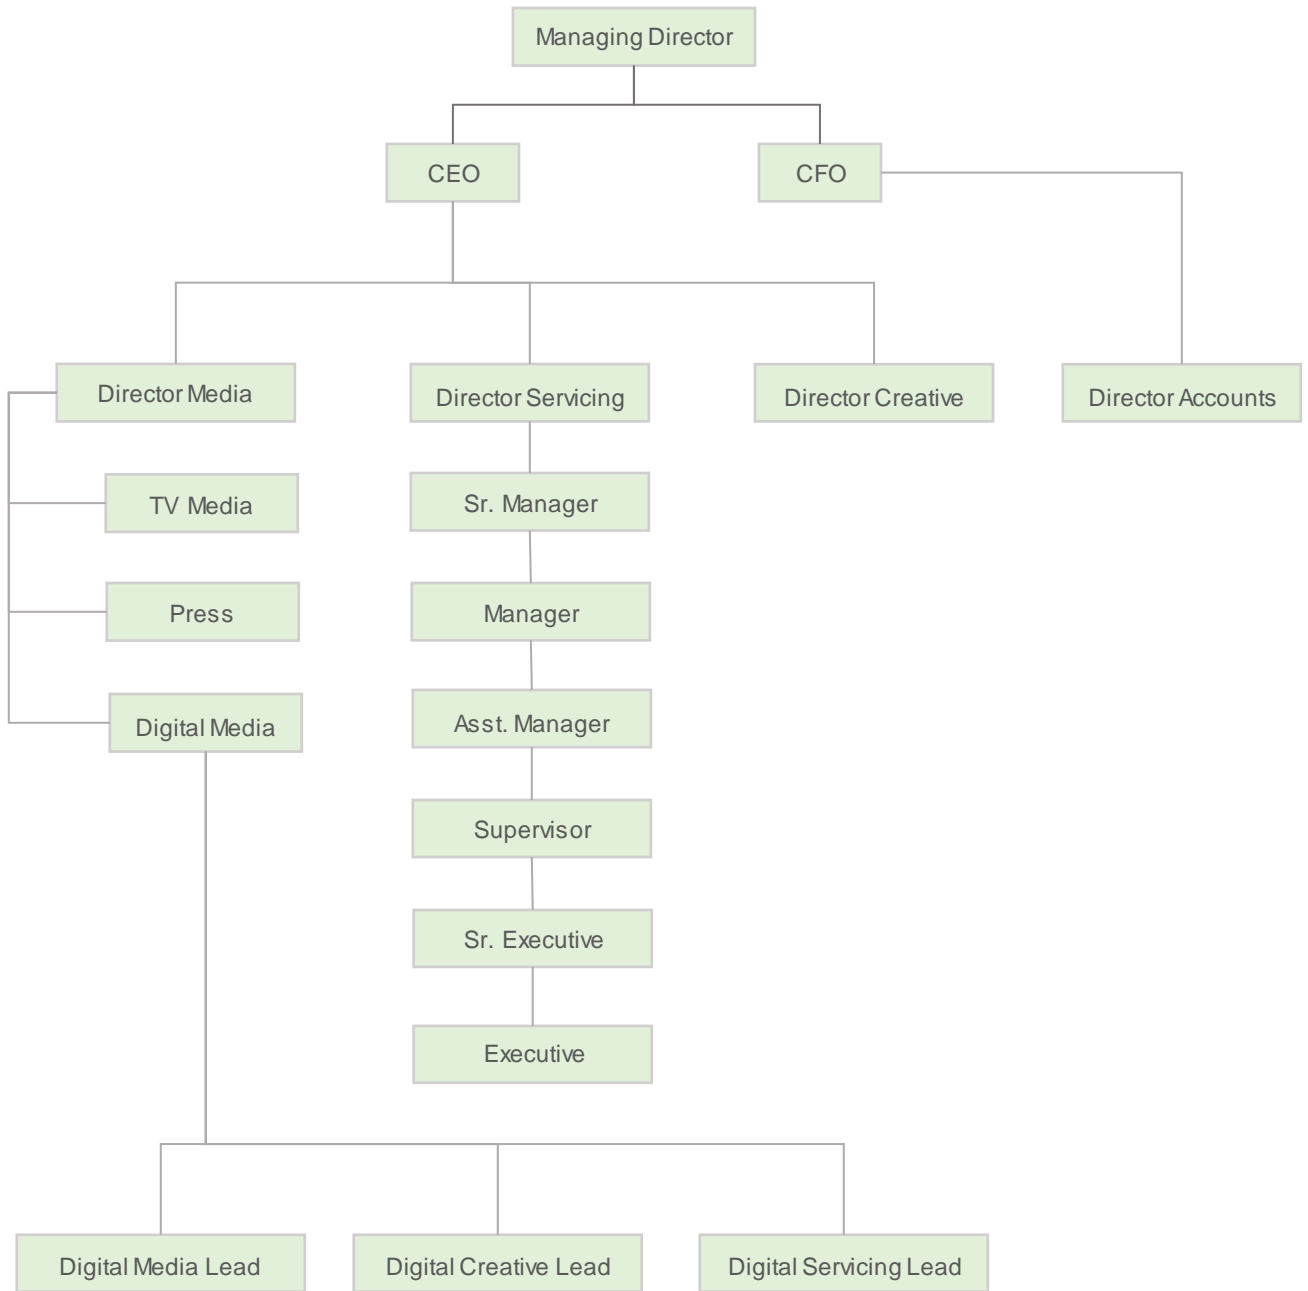 Managing Director
CEO
CFO
Director Media
Director Servicing
Director Creative
Director Accounts
TV Media
Sr. Manager
Press
Manager
Digital Media
Asst. Manager
Supervisor
Sr. Executive
Executive
Digital Media Lead
Digital Creative Lead
Digital Servicing Lead